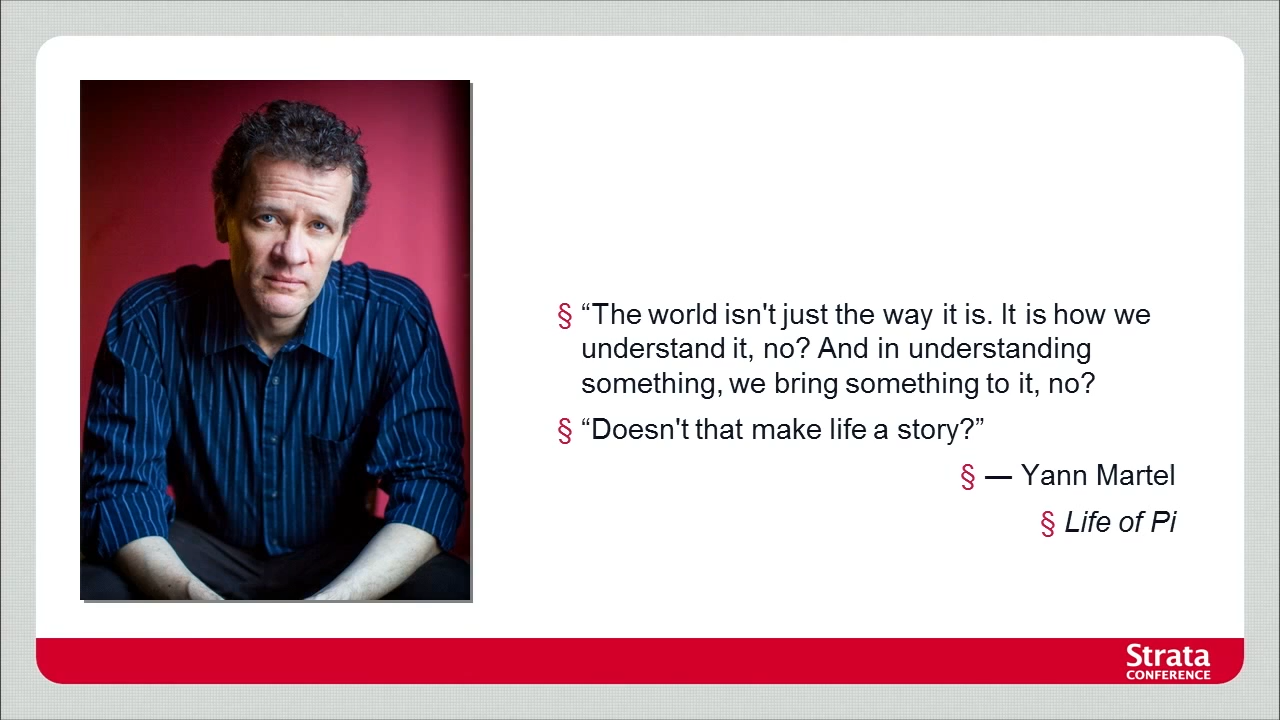 § “The world isn't just the way it is. It is how we
understand it, no? And in understanding
something, we bring something to it, no?
§ “Doesn't that make life a story?”
§ — Yann Martel
§ Life of Pi
Strata
CONFERENCE